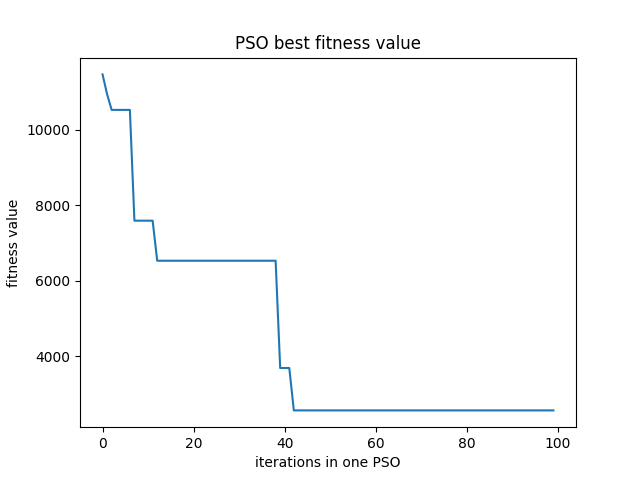 PSO best fitness value
fitness value
10000
8000
6000
4000
0 20 40 60 80 100
iterations in one PSO